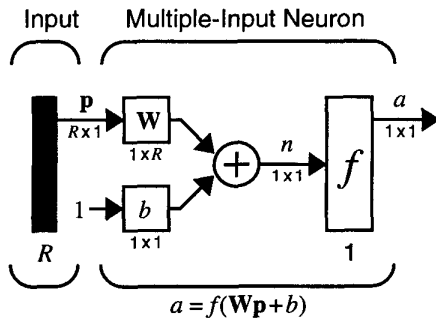 Input Multiple-Input Neuron
p a
R x 1 W 1 x 1
1 x R n
+ f
1 x 1
1 b
1 x 1
R 1
a = f(Wp+b)